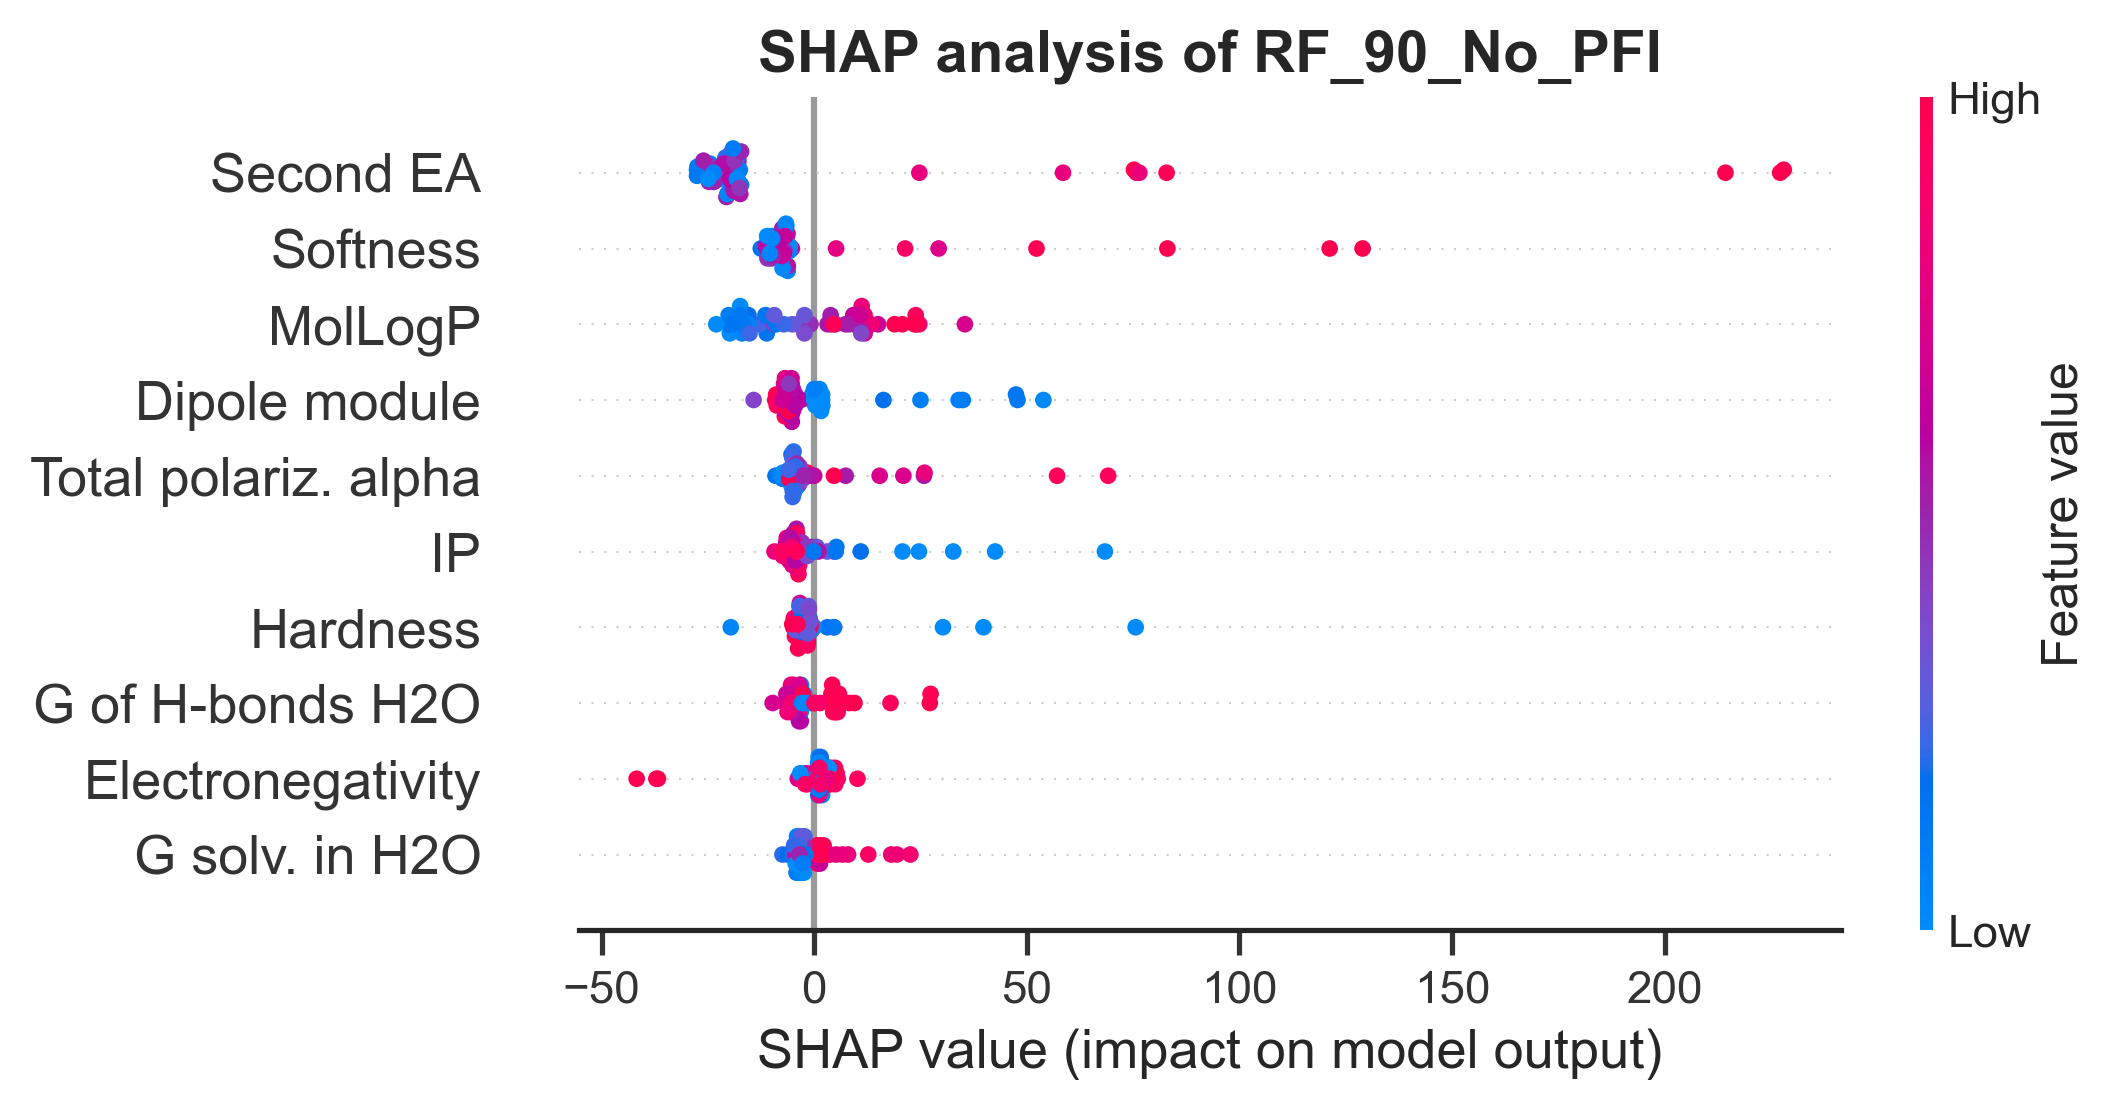 SHAP analysis of RF_90_No_PFI
High
Second EA
Softness
MolLogP
Dipole module
Total polariz. alpha
IP
Hardness
G of H-bonds H2O
Electronegativity
G solv. in H2O
Feature value
Low
−50 0 50 100 150 200
SHAP value (impact on model output)